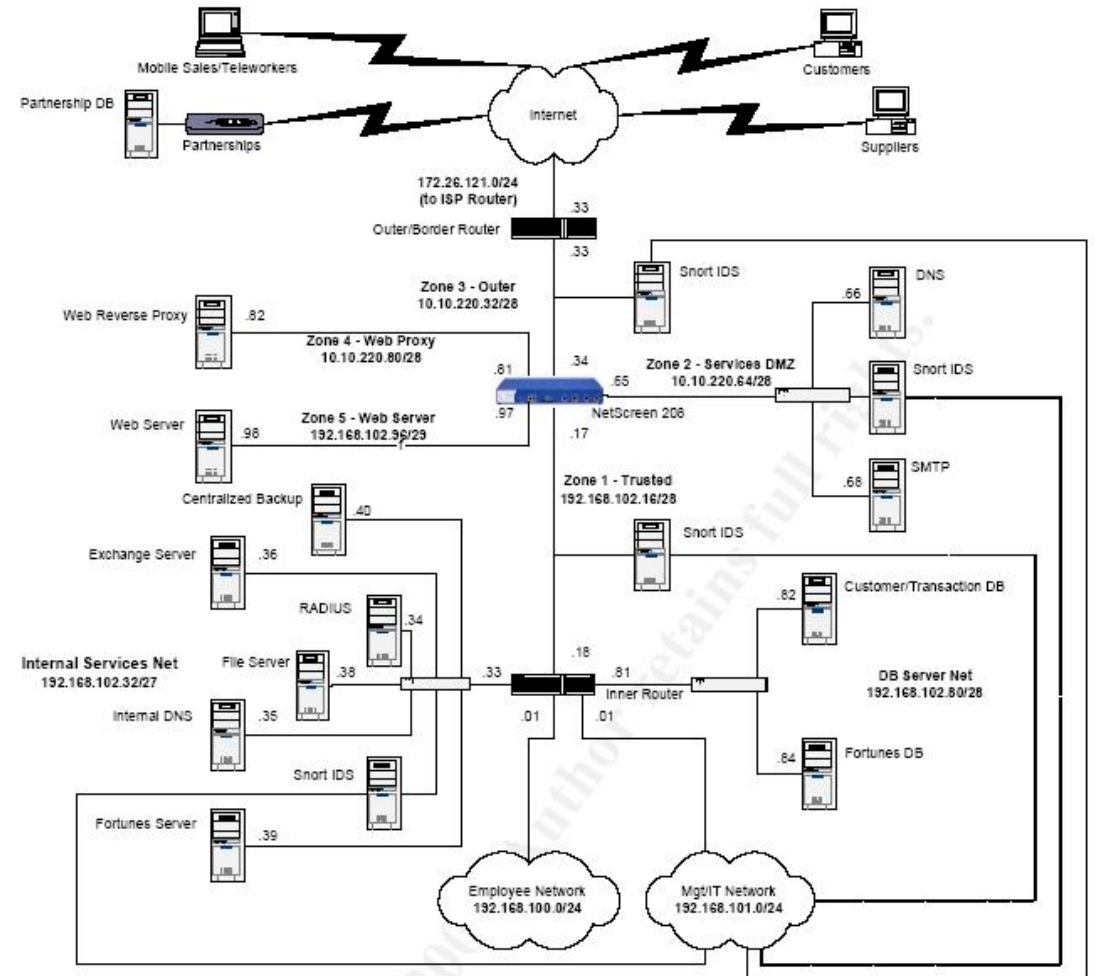 Mobile Sales/Teleworkers
Customers
Partnership DB
Partnerships
Internet
Suppliers
172.26.121.0/24
(to ISP Router)
.33
Outer/Border Router
.33
Snort IDS
DNS
Zone 3 - Outer
10.10.220.32/28
.66
Web Reverse Proxy
.82
Zone 4 - Web Proxy
10.10.220.80/28
.34
Zone 2 - Services DMZ
10.10.220.64/28
Snort IDS
.81
.65
NetScreen 208
.97
.17
Web Server
.98
Zone 5 - Web Server
192.168.102.96/29
SMTP
.68
Zone 1 - Trusted
192.168.102.16/28
Centralized Backup
.40
Snort IDS
Exchange Server
.36
Customer/Transaction DB
.82
RADIUS
.34
Internal Services Net
192.168.102.32/27
File Server
.38
.33
.18
.81
Inner Router
DB Server Net
192.168.102.80/28
Internal DNS
.35
.01
.01
Snort IDS
.84
Fortunes DB
Fortunes Server
.39
Employee Network
192.168.100.0/24
Mgt/IT Network
192.168.101.0/24
Author retains full rights.